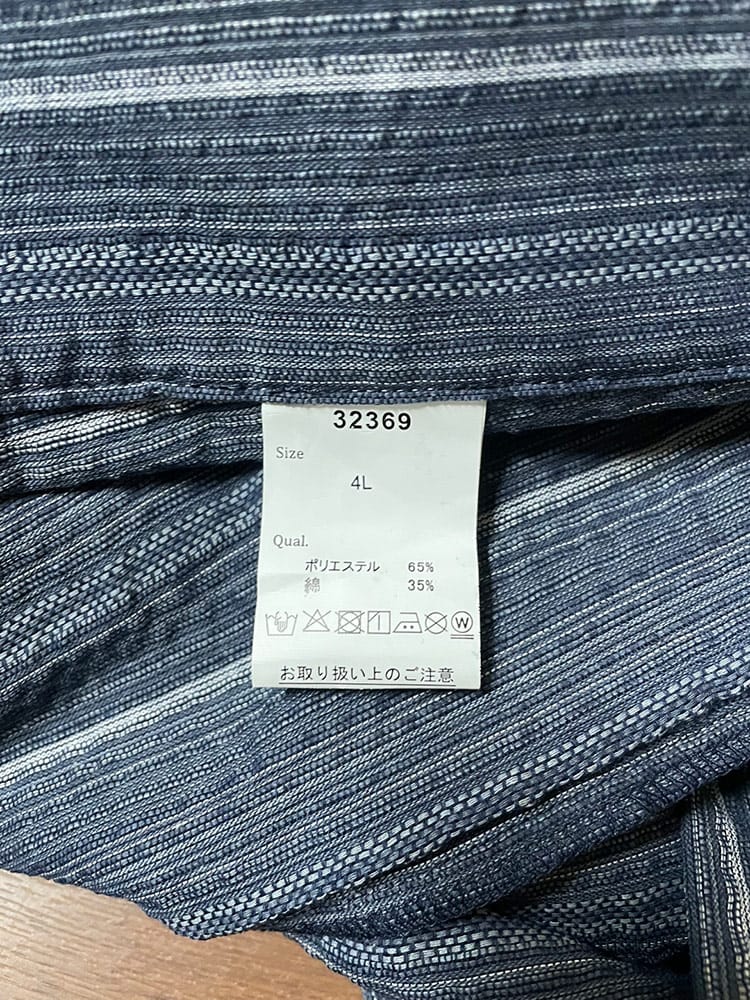 32369
Size
4L
Qual.
ポリエステル 65%
綿 35%
W
お取り扱い上のご注意